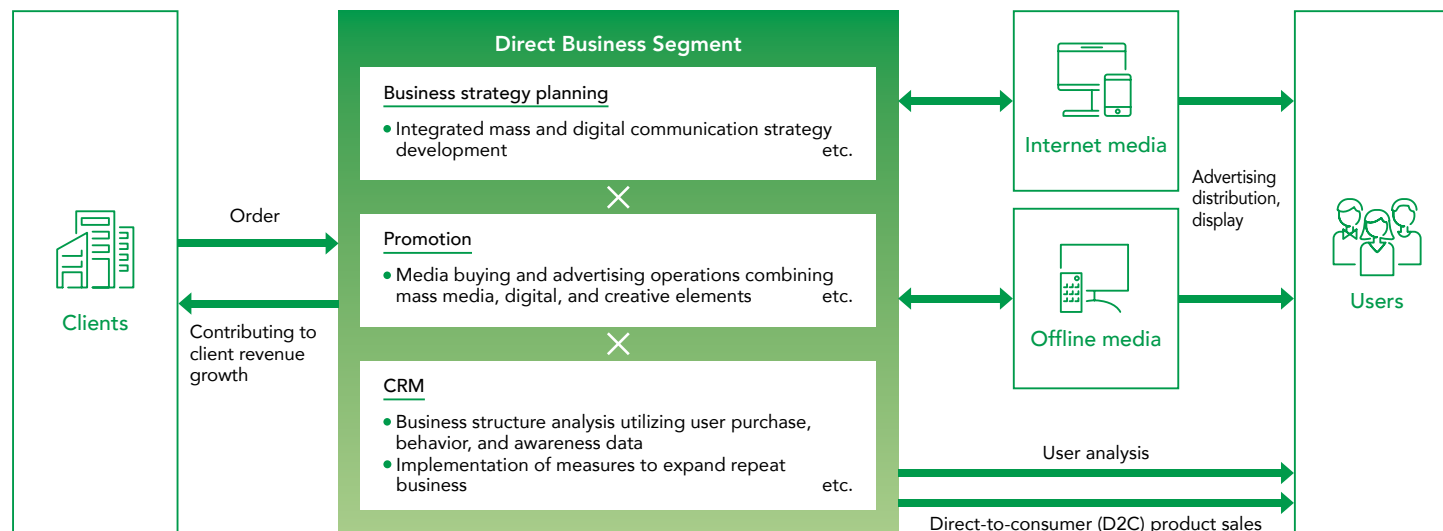 Direct Business Segment
Clients
Order
Contributing to
client revenue
growth
Business strategy planning
• Integrated mass and digital communication strategy
development etc.
×
Promotion
• Media buying and advertising operations combining
mass media, digital, and creative elements etc.
×
CRM
• Business structure analysis utilizing user purchase,
behavior, and awareness data
• Implementation of measures to expand repeat
business etc.
Internet media
Offline media
Advertising
distribution,
display
Users
User analysis
Direct-to-consumer (D2C) product sales